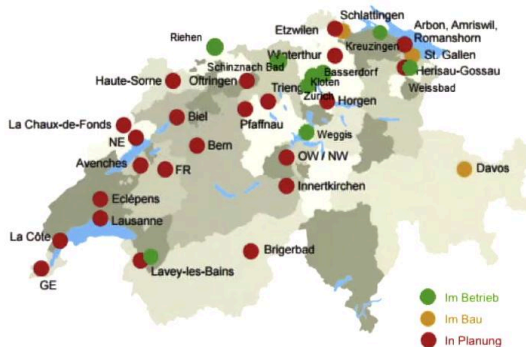 Schlattingen
Etzwilen
Arbon, Amriswil,
Romanshorn
Riehen
Kreuzingen
St. Gallen
Winterthur
Schinznach Bad
Basserdorf
Herisau-Gossau
Haute-Sorne
Oftringen
Kloten
Trieng
Zürich
Weissbad
Horgen
Pfaffnau
Biel
La Chaux-de-Fonds
NE
Weggis
Bern
OW / NW
Avenches
FR
Davos
Innertkirchen
Eclépens
Lausanne
La Côte
Brigerbad
Lavey-les-Bains
GE
Im Betrieb
Im Bau
In Planung